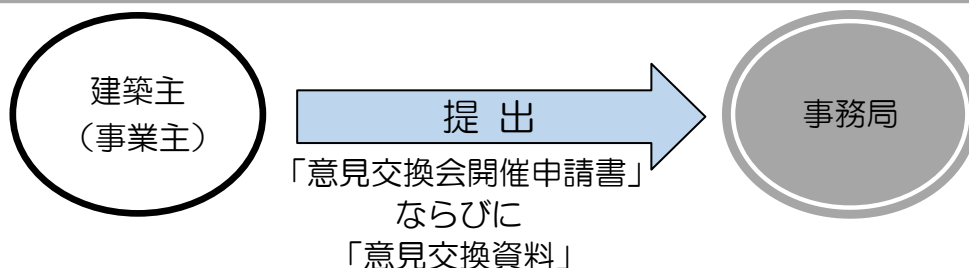 建築主
（事業主）
提 出
「意見交換会開催申請書」
ならびに
「意見交換資料」
事務局